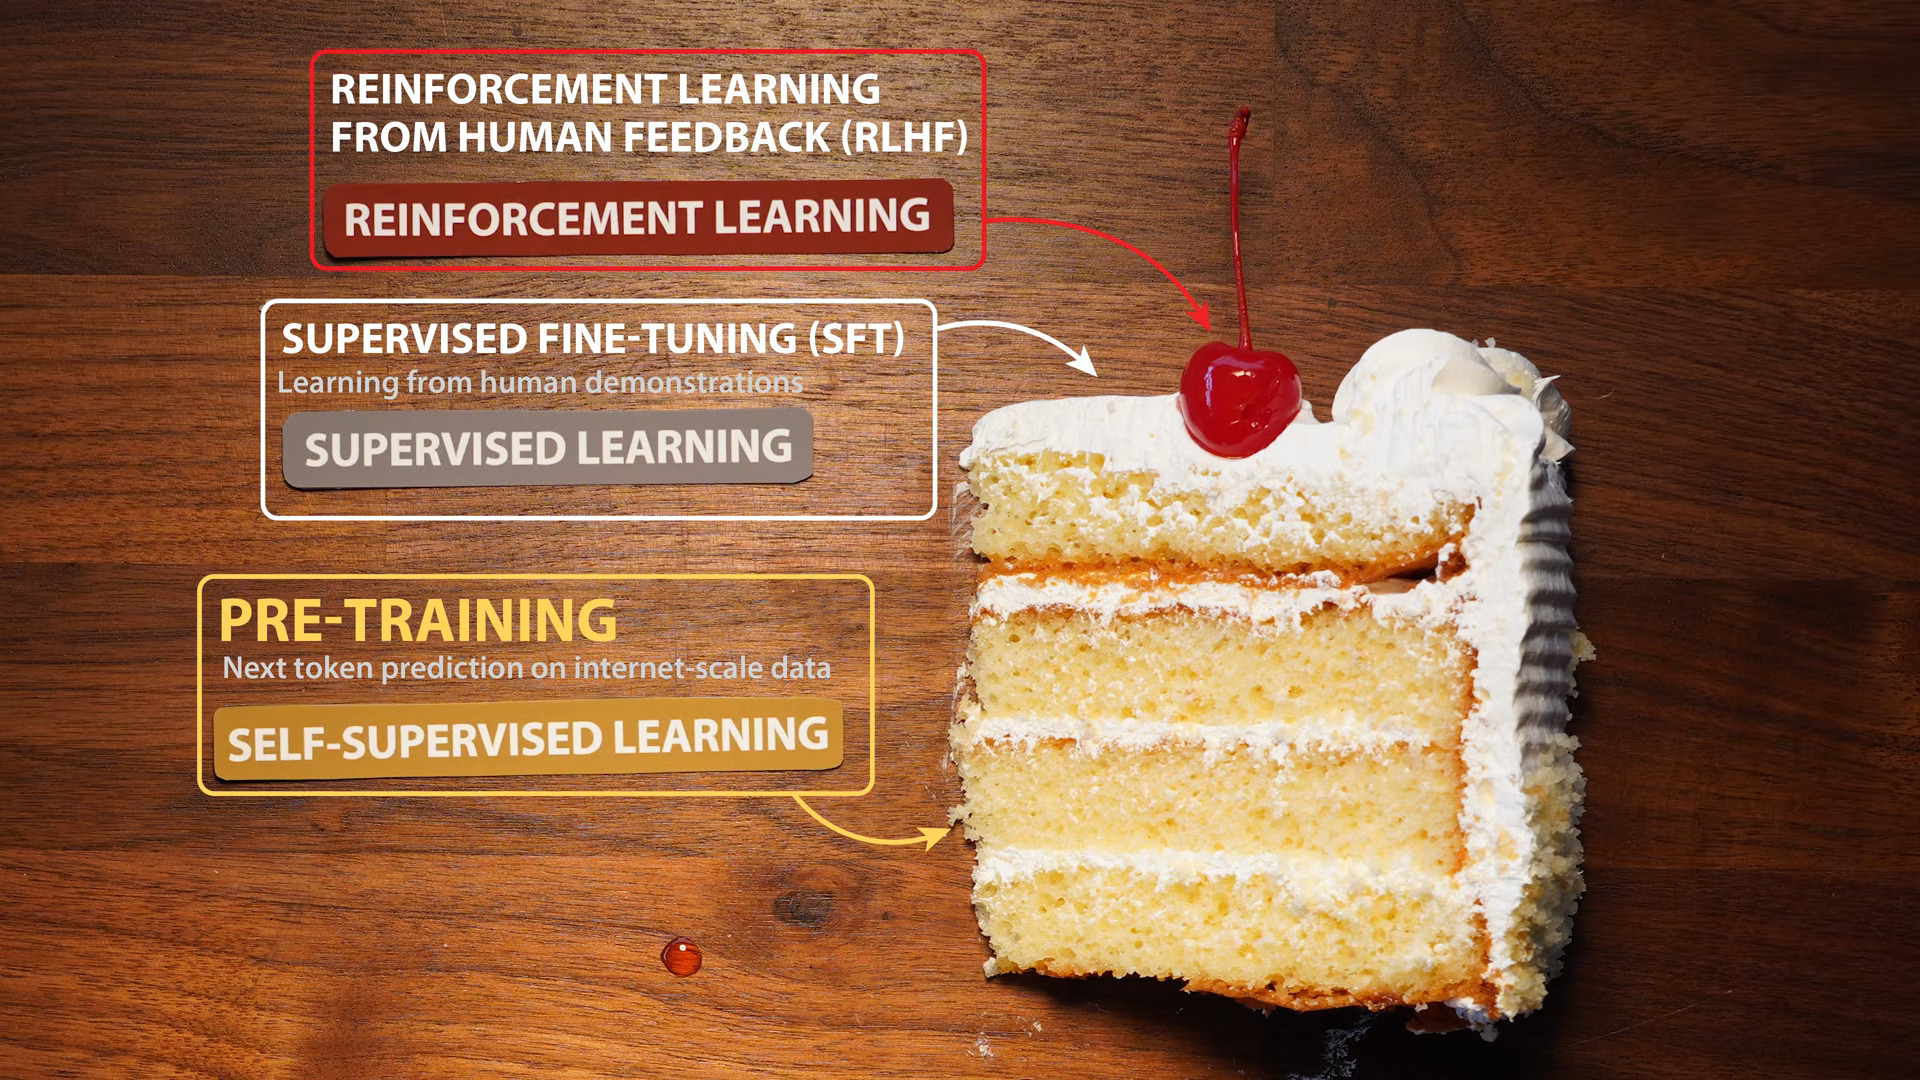 REINFORCEMENT LEARNING
FROM HUMAN FEEDBACK (RLHF)
REINFORCEMENT LEARNING
SUPERVISED FINE-TUNING (SFT)
Learning from human demonstrations
SUPERVISED LEARNING
PRE-TRAINING
Next token prediction on internet-scale data
SELF-SUPERVISED LEARNING